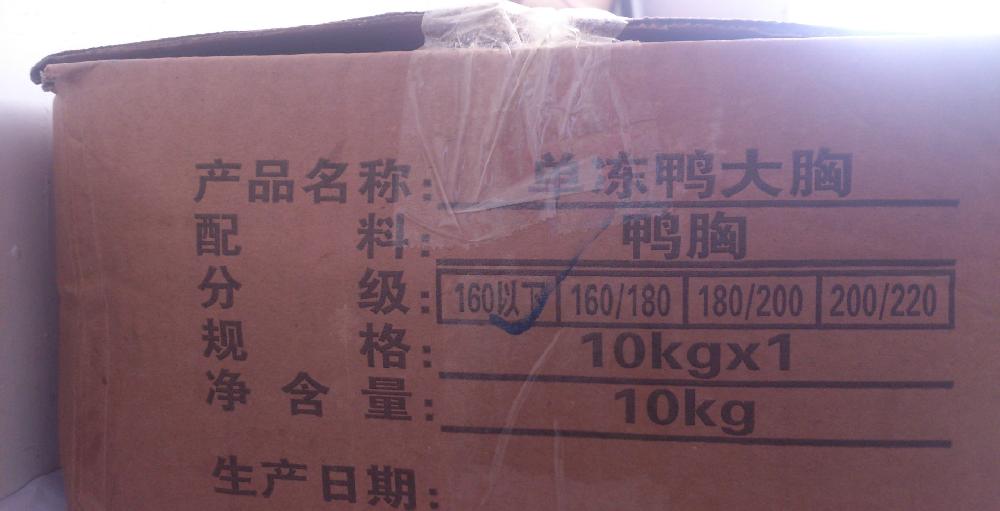 产品名称： 单冻鸭大胸
配 料： 鸭胸
分 级： 160以下 160/180 180/200 200/220
规 格： 10kgx1
净 含 量： 10kg
生产日期：